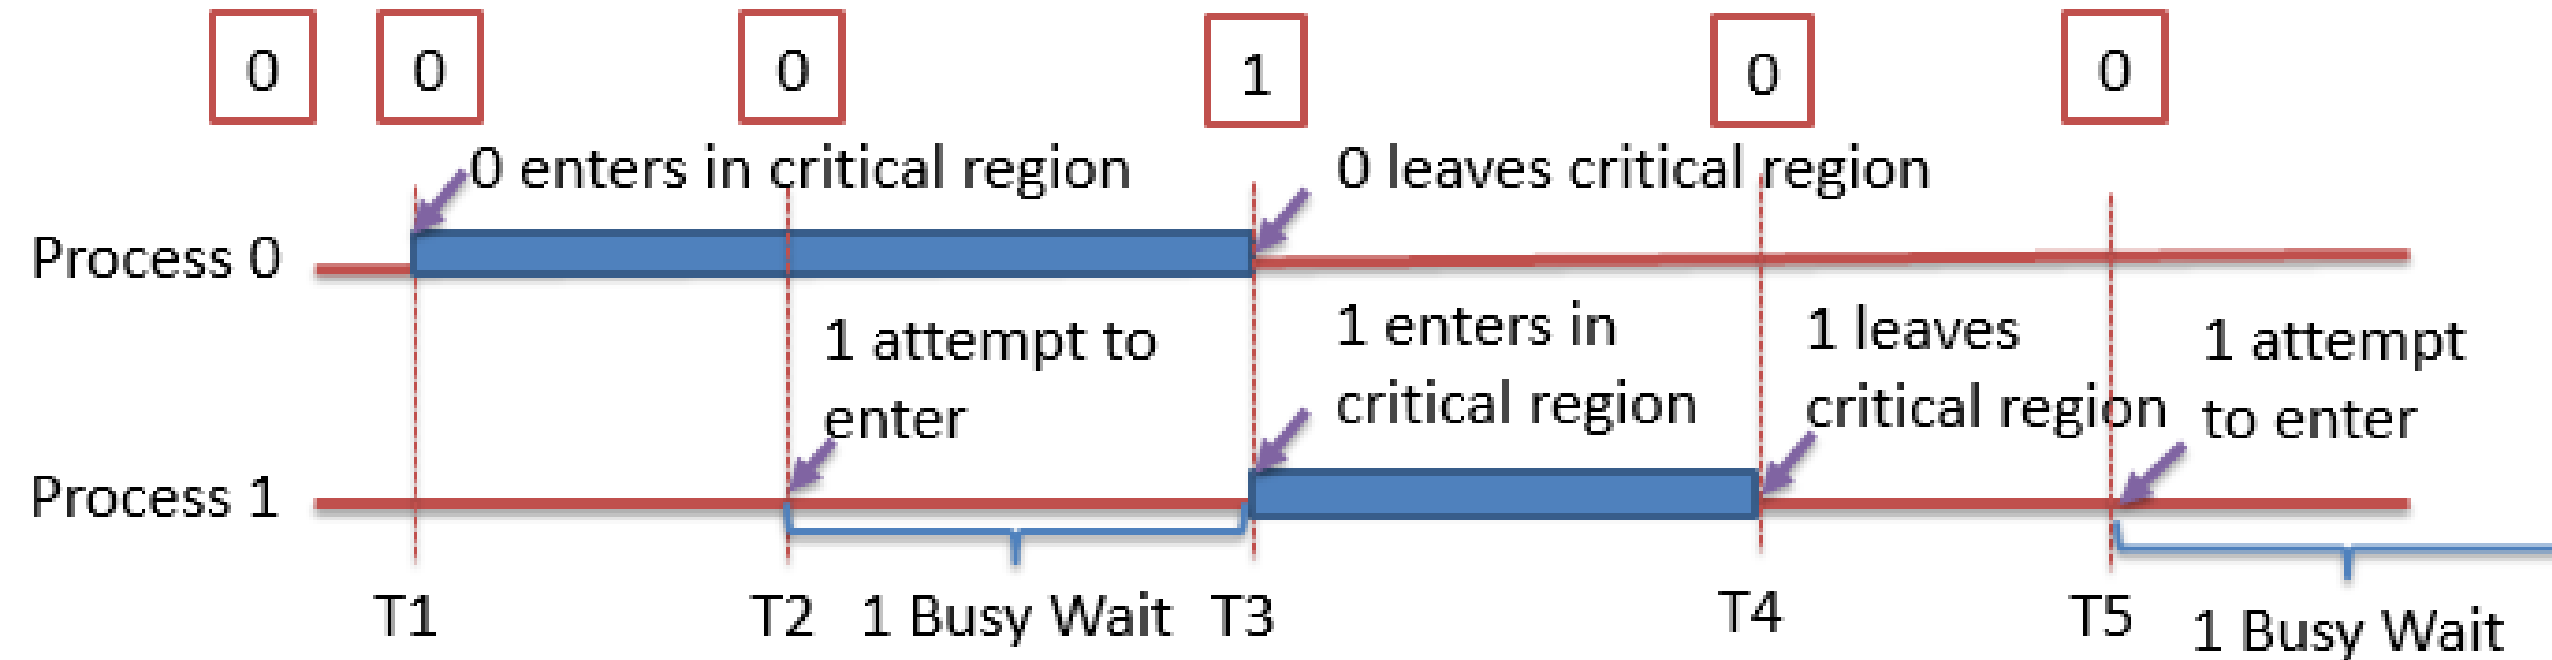 0 0 0 1 0 0
0 enters in critical region
0 leaves critical region
Process 0
1 attempt to
enter
1 enters in
critical region
1 leaves
critical region
1 attempt
to enter
Process 1
T1 T2 1 Busy Wait T3 T4 T5 1 Busy Wait